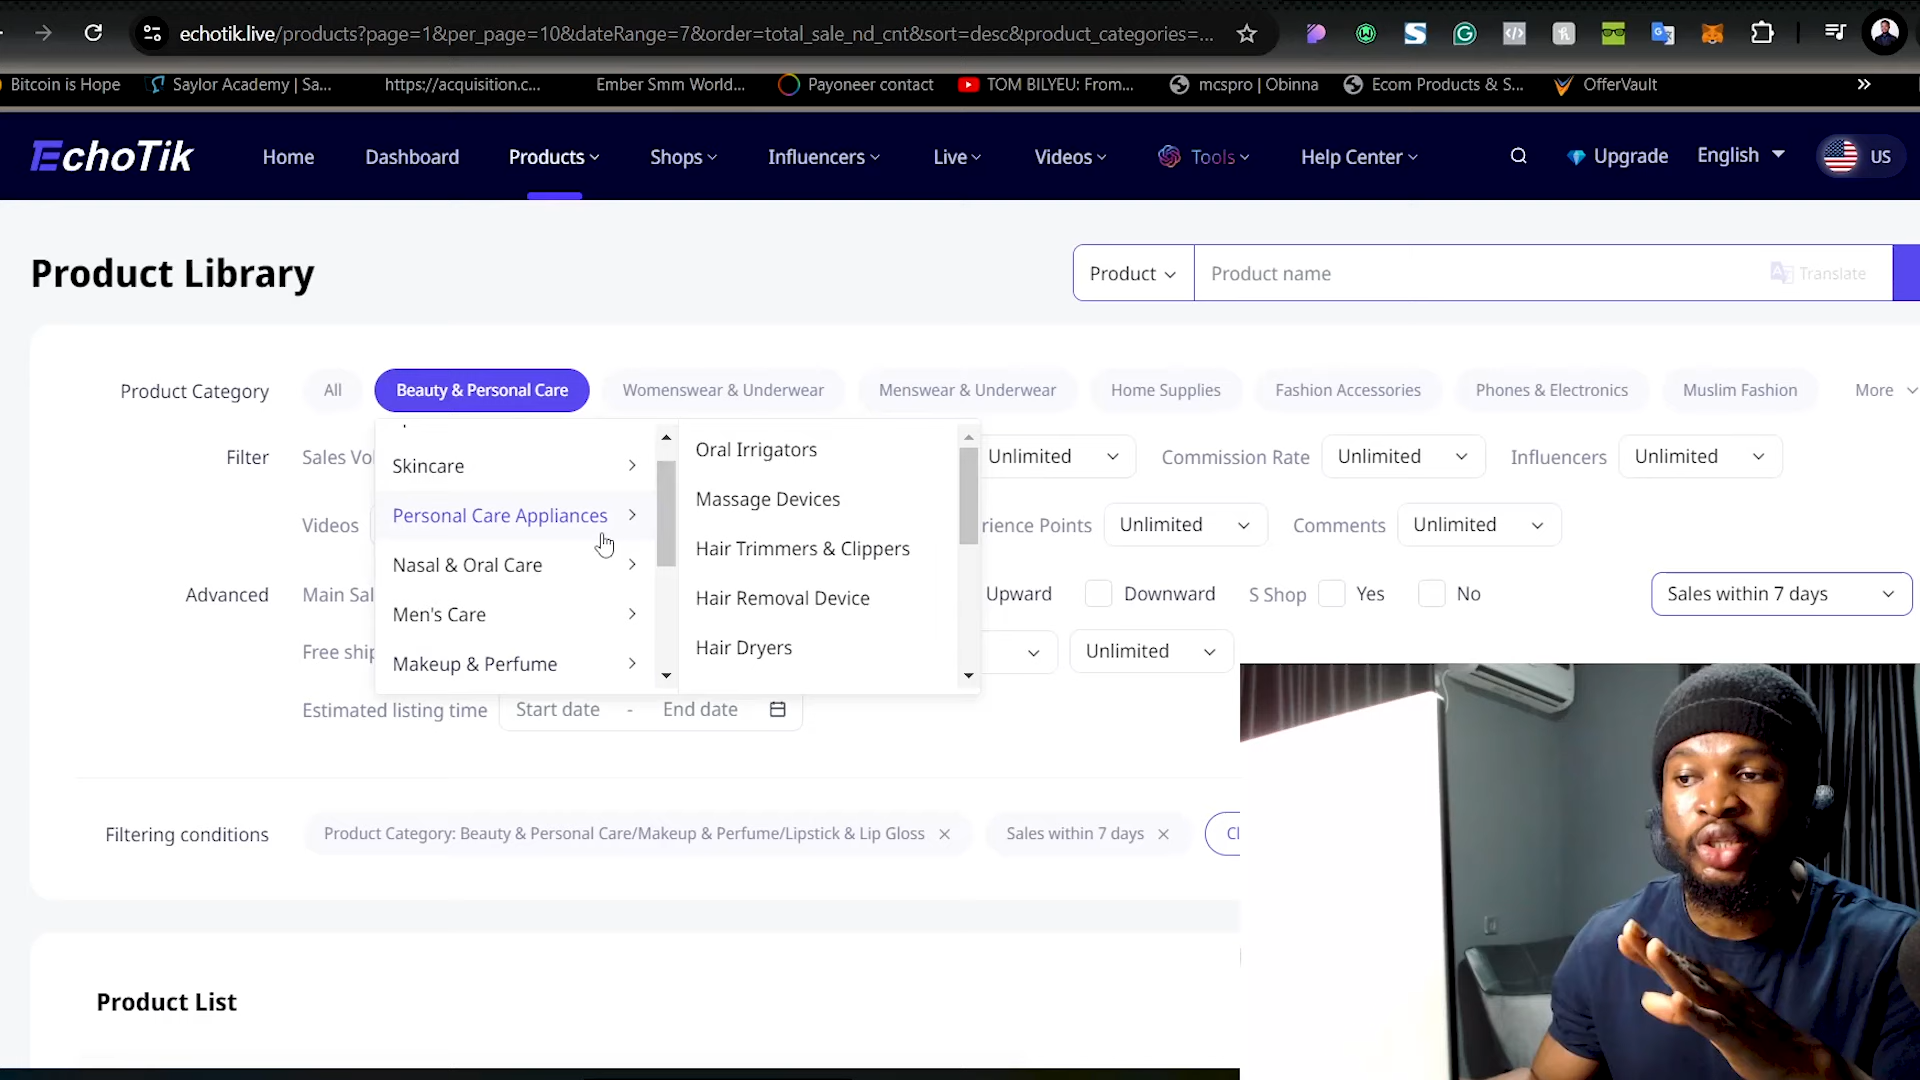 echotik.live/products?page=1&per_page=10&dateRange=7&order=total_sale_nd_cnt&sort=desc&product_categories=...
Bitcoin is Hope
Saylor Academy | Sa...
https://acquisition.c...
Ember Smm World...
Payoneer contact
TOM BILYEU: From...
mcspro | Obinna
Ecom Products & S...
OfferVault
EchoTik
Home
Dashboard
Products
Shops
Influencers
Live
Videos
Tools
Help Center
Upgrade
English
US
Product Library
Product
Product name
Translate
Product Category
All
Beauty & Personal Care
Womenswear & Underwear
Menswear & Underwear
Home Supplies
Fashion Accessories
Phones & Electronics
Muslim Fashion
More
Filter
Sales Vo
Skincare
Oral Irrigators
Unlimited
Commission Rate
Unlimited
Influencers
Unlimited
Videos
Personal Care Appliances
Massage Devices
rience Points
Unlimited
Comments
Unlimited
Nasal & Oral Care
Hair Trimmers & Clippers
Advanced
Main Sal
Men's Care
Hair Removal Device
Upward
Downward
S Shop
Yes
No
Sales within 7 days
Free ship
Makeup & Perfume
Hair Dryers
Unlimited
Estimated listing time
Start date - End date
Filtering conditions
Product Category: Beauty & Personal Care/Makeup & Perfume/Lipstick & Lip Gloss
Sales within 7 days
Cl
Product List